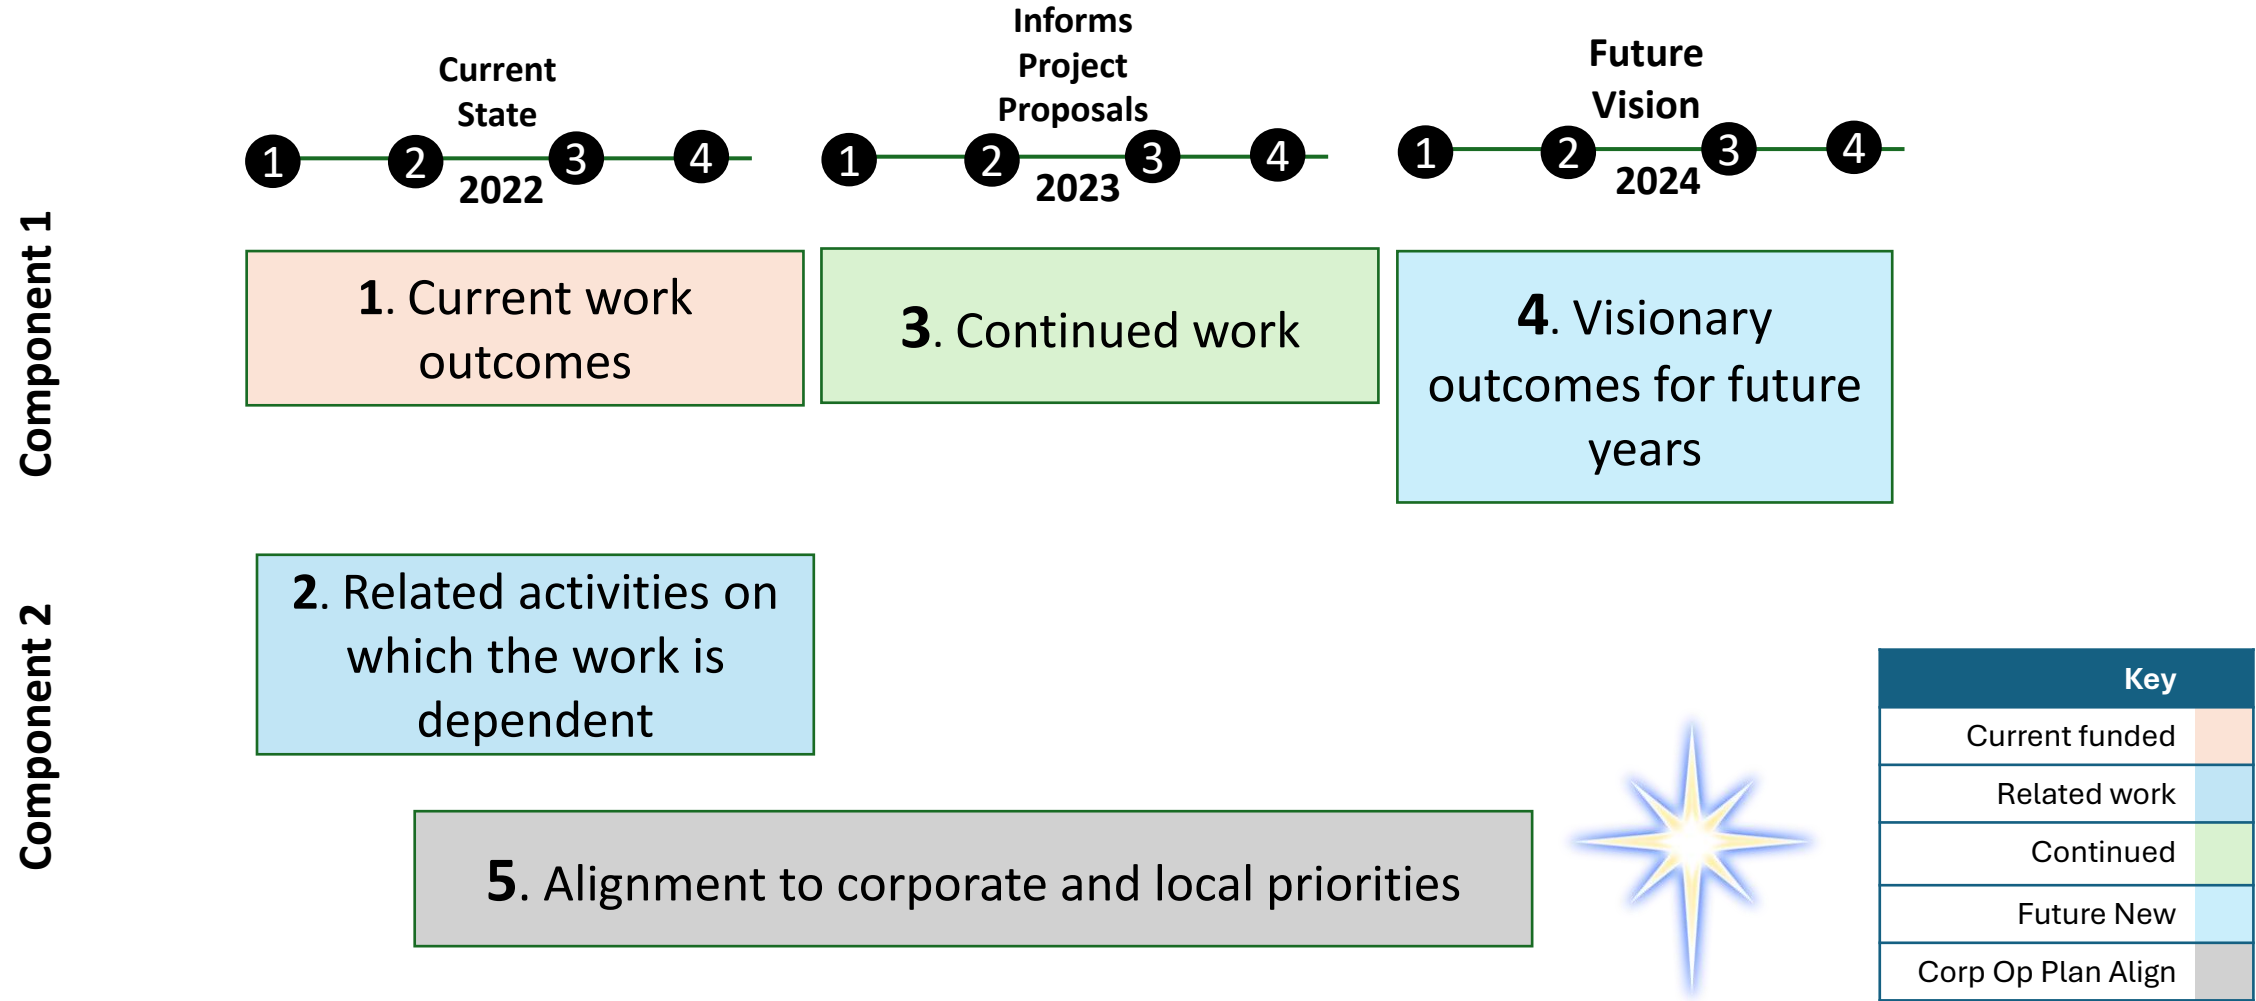 Current
State
1 2 3 4
2022
Informs
Project
Proposals
1 2 3 4
2023
Future
Vision
1 2 3 4
2024
Component 1
1. Current work
outcomes
3. Continued work
4. Visionary
outcomes for future
years
Component 2
2. Related activities on
which the work is
dependent
5. Alignment to corporate and local priorities
Key
Current funded
Related work
Continued
Future New
Corp Op Plan Align